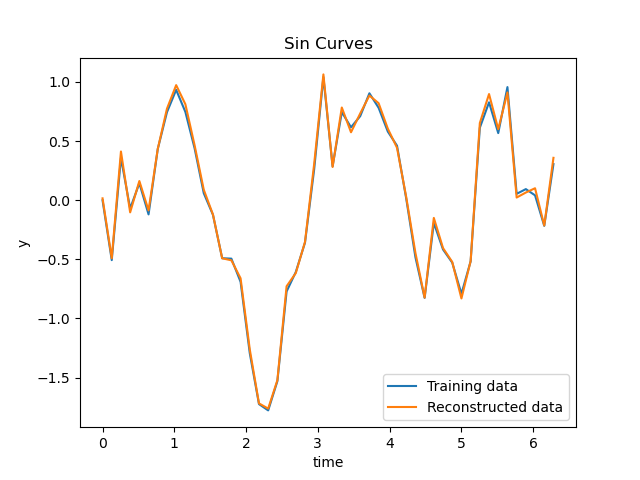 Sin Curves
y
1.0
0.5
0.0
−0.5
−1.0
−1.5
0 1 2 3 4 5 6
time
Training data
Reconstructed data